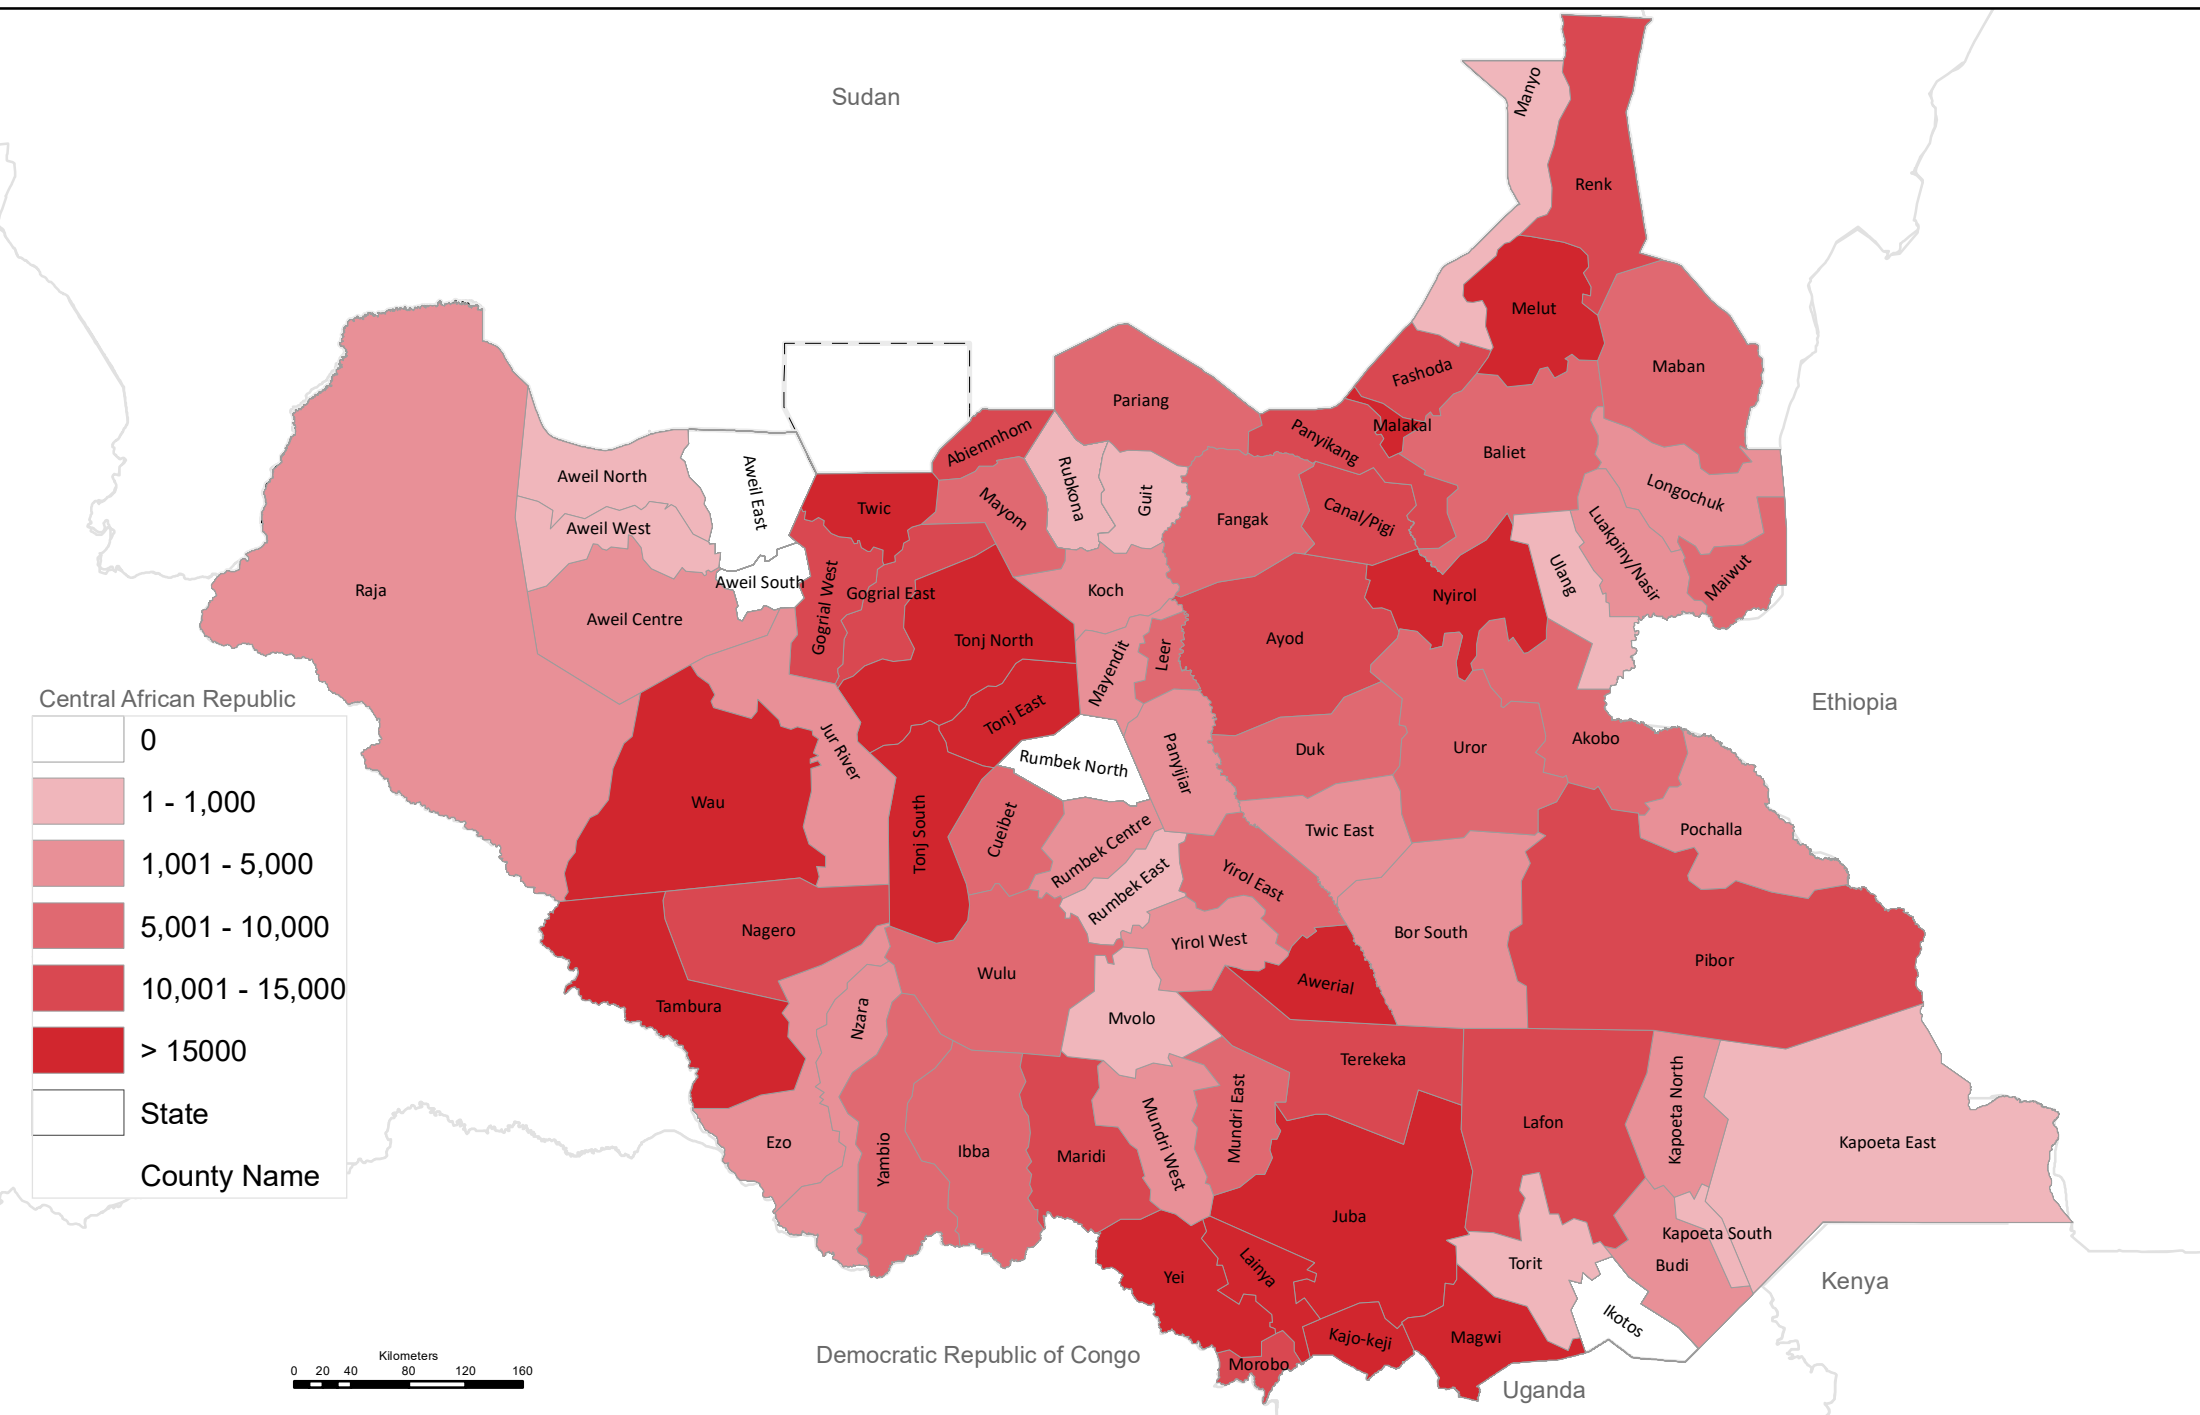 Sudan
Manyo
Renk
Melut
Maban
Fashoda
Pariang
Malakal
Panyikang
Abiemnhom
Baliet
Aweil North
Aweil East
Rubkona
Guit
Mayom
Twic
Longochuk
Fangak
Canal/Pigi
Aweil West
Luakpiny/Nasir
Ulang
Maiwut
Aweil South
Raja
Koch
Gogrial West
Gogrial East
Nyirol
Aweil Centre
Tonj North
Ayod
Leer
Mayendit
Central African Republic
Ethiopia
Tonj East
Jur River
Rumbek North
Panyijiar
Duk
Uror
Akobo
0
1 - 1,000
1,001 - 5,000
5,001 - 10,000
10,001 - 15,000
> 15000
State
County Name
Wau
Tonj South
Cueibet
Rumbek Centre
Twic East
Pochalla
Rumbek East
Yirol East
Nagero
Yirol West
Bor South
Pibor
Wulu
Awerial
Tambura
Nzara
Mvolo
Terekeka
Ezo
Yambio
Ibba
Maridi
Mundri West
Mundri East
Lafon
Kapoeta North
Kapoeta East
Juba
Kapoeta South
Torit
Budi
Yei
Lainya
Kenya
Ikotos
Kajo-keji
Magwi
Morobo
Democratic Republic of Congo
Uganda
Kilometers
0 20 40 80 120 160